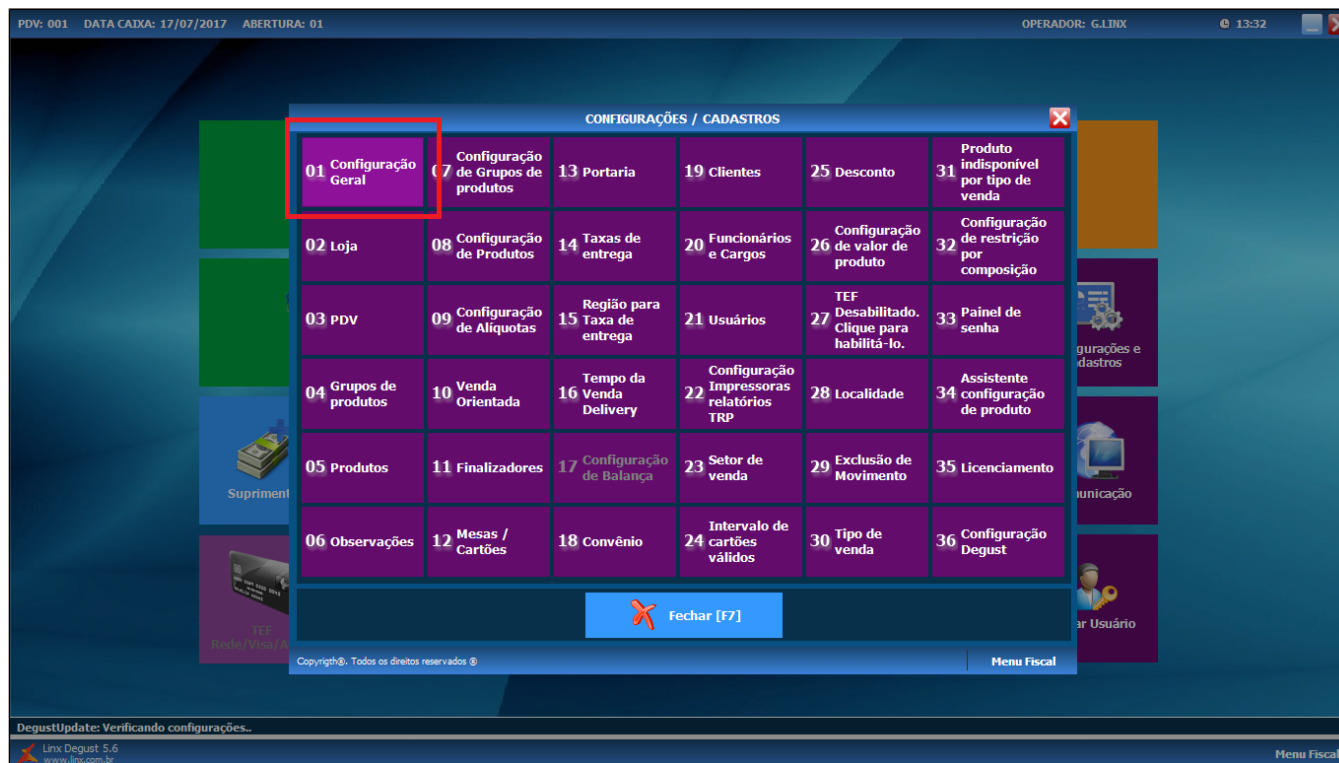 PDV: 001 DATA CAIXA: 17/07/2017 ABERTURA: 01 OPERADOR: G.LINX 13:32
CONFIGURAÇÕES / CADASTROS
01 Configuração
Geral
07 Configuração
de Grupos de
produtos
13 Portaria
19 Clientes
25 Desconto
31 Produto
indisponível
por tipo de
venda
02 Loja
08 Configuração
de Produtos
14 Taxas de
entrega
20 Funcionários
e Cargos
26 Configuração
de valor de
produto
32 Configuração
de restrição
por
composição
03 PDV
09 Configuração
de Alíquotas
15 Região para
Taxa de
entrega
21 Usuários
27 TEF
Desabilitado.
Clique para
habilitá-lo.
33 Painel de
senha
04 Grupos de
produtos
10 Venda
Orientada
16 Tempo da
Venda
Delivery
22 Configuração
Impressoras
relatórios
TRP
28 Localidade
34 Assistente
configuração
de produto
05 Produtos
11 Finalizadores
17 Configuração
de Balança
23 Setor de
venda
29 Exclusão de
Movimento
35 Licenciamento
06 Observações
12 Mesas /
Cartões
18 Convênio
24 Intervalo de
cartões
válidos
30 Tipo de
venda
36 Configuração
Degust
gurações e
dastros
Supriment
unicação
TEF
Rede/Visa/A
ar Usuário
Fechar [F7]
Copyrigth®. Todos os direitos reservados ®
Menu Fiscal
DegustUpdate: Verificando configurações..
Linx Degust 5.6
www.linx.com.br
Menu Fiscal